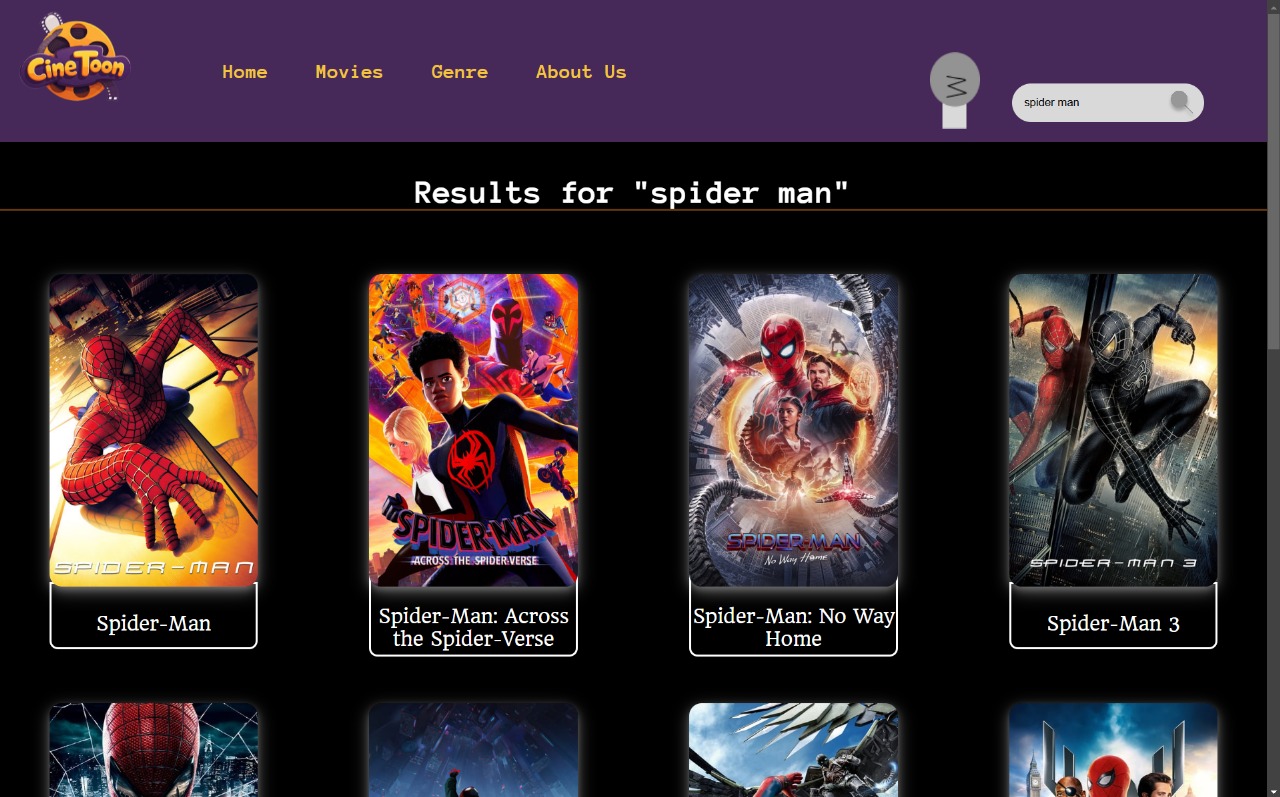 Cine Toon
Home Movies Genre About Us
spider man
Results for "spider man"
SPIDER-MAN
SPIDER-MAN
ACROSS THE SPIDER-VERSE
SPIDER-MAN
No Way Home
SPIDER-MAN 3
Spider-Man
Spider-Man: Across
the Spider-Verse
Spider-Man: No Way
Home
Spider-Man 3